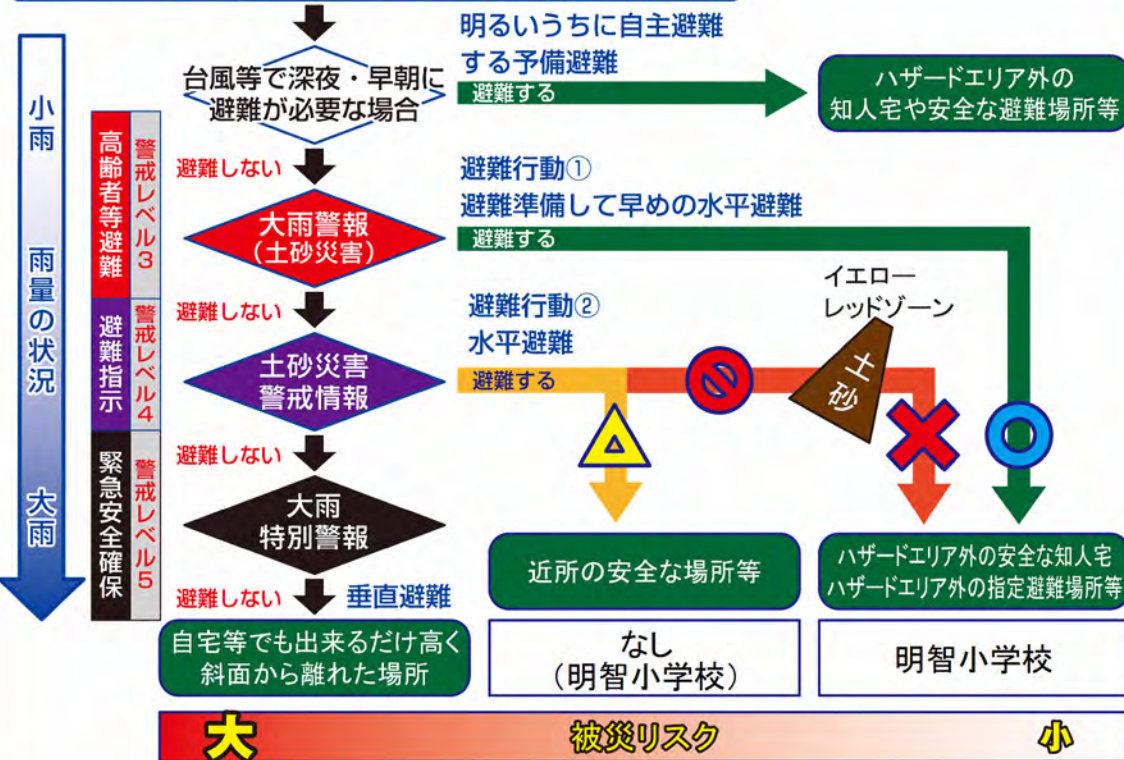 明るいうちに自主避難
する予備避難
台風等で深夜・早朝に
避難が必要な場合
避難する
ハザードエリア外の
知人宅や安全な避難場所等
小雨
雨量の状況
大雨
高齢者等避難
警戒レベル3
避難しない
避難行動①
避難準備して早めの水平避難
大雨警報
(土砂災害)
避難する
避難指示
警戒レベル4
避難しない
避難行動②
水平避難
イエロー
レッドゾーン
土砂災害
警戒情報
避難する
土砂
緊急安全確保
警戒レベル5
避難しない
大雨
特別警報
近所の安全な場所等
ハザードエリア外の安全な知人宅
ハザードエリア外の指定避難場所等
避難しない
垂直避難
自宅等でも出来るだけ高く
斜面から離れた場所
なし
(明智小学校)
明智小学校
大
被災リスク
小